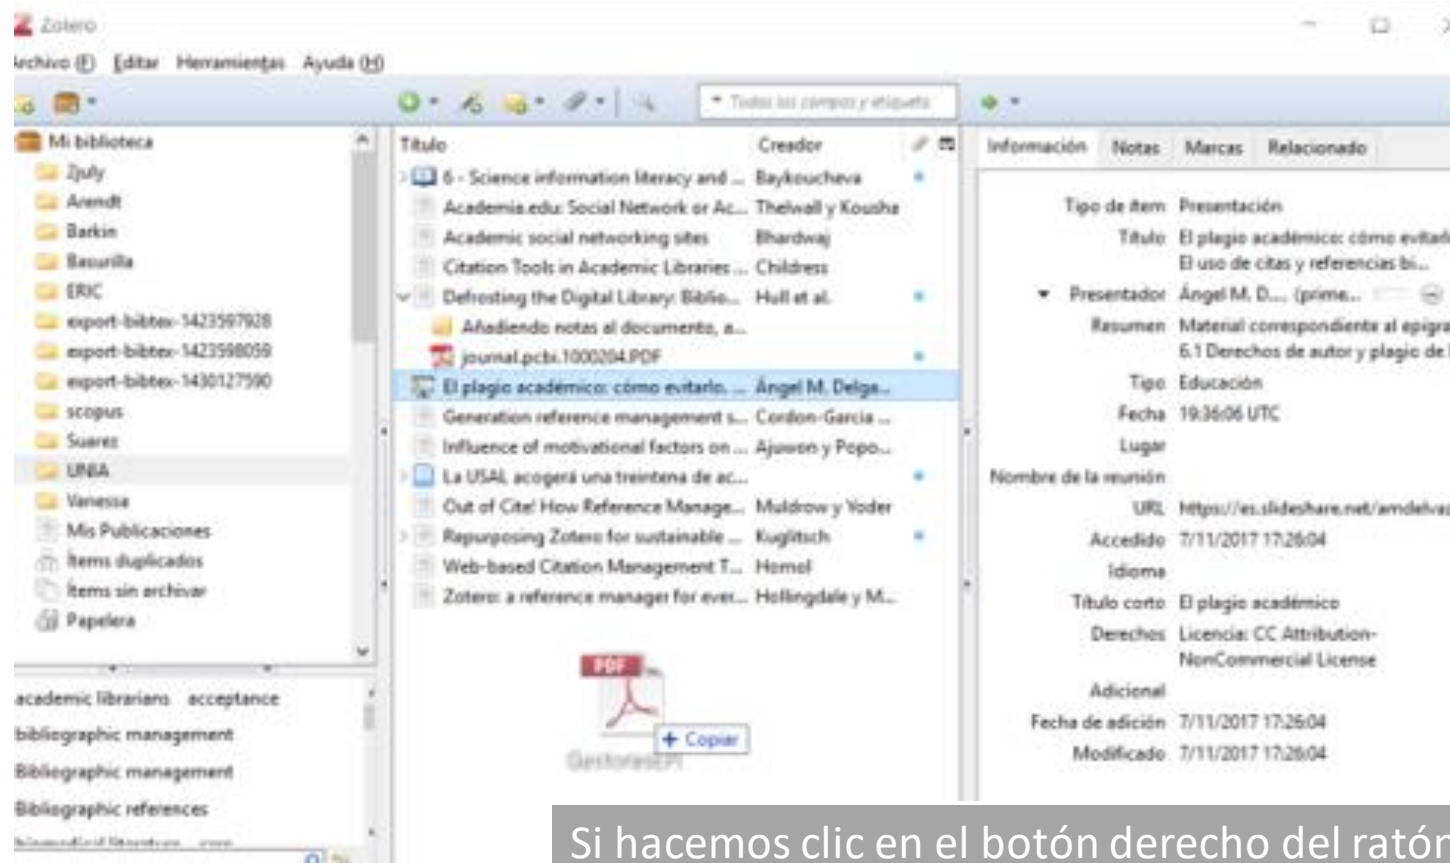 Zotero
Archivo (F) Editar Herramientas Ayuda (H)
Todos los campos y etiqueta
Mi biblioteca
Zjuly
Arendt
Barkin
Basurilla
ERIC
export-bibtex-1423597928
export-bibtex-1423598059
export-bibtex-1430127590
scopus
Suarez
UNIA
Vanessa
Mis Publicaciones
Ítems duplicados
Ítems sin archivar
Papelera
academic librarians acceptance
bibliographic management
Bibliographic management
Bibliographic references
biomedical literature
Título Creador
6 - Science information literacy and ... Baykoucheva
Academia.edu: Social Network or Ac... Thelwall y Kousha
Academic social networking sites Bhardwaj
Citation Tools in Academic Libraries ... Childress
Defrosting the Digital Library: Biblio... Hull et al.
Añadiendo notas al documento, a...
journal.pcbi.1000204.PDF
El plagio académico: cómo evitarlo. ... Ángel M. Delga...
Generation reference management s... Cordon-Garcia ...
Influence of motivational factors on ... Ajuwon y Popo...
La USAL acogerá una treintena de ac...
Out of Cite! How Reference Manage... Muldrow y Yoder
Repurposing Zotero for sustainable ... Kuglitsch
Web-based Citation Management T... Homol
Zotero: a reference manager for ever... Hollingdale y M...
PDF
+ Copiar
GestoresEPI
Información Notas Marcas Relacionado
Tipo de ítem Presentación
Título El plagio académico: cómo evitarlo
El uso de citas y referencias bi...
Presentador Ángel M. D... (prime...
Resumen Material correspondiente al epigra
6.1 Derechos de autor y plagio de
Tipo Educación
Fecha 19:36:06 UTC
Lugar
Nombre de la reunión
URL https://es.slideshare.net/amdelvaz
Accedido 7/11/2017 17:26:04
Idioma
Título corto El plagio académico
Derechos Licencia: CC Attribution-
NonCommercial License
Adicional
Fecha de adición 7/11/2017 17:26:04
Modificado 7/11/2017 17:26:04
Si hacemos clic en el botón derecho del ratón